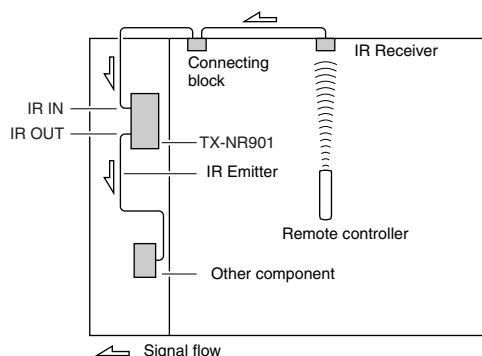 IR Receiver
Connecting
block
IR IN
IR OUT
TX-NR901
IR Emitter
Remote controller
Other component
Signal flow